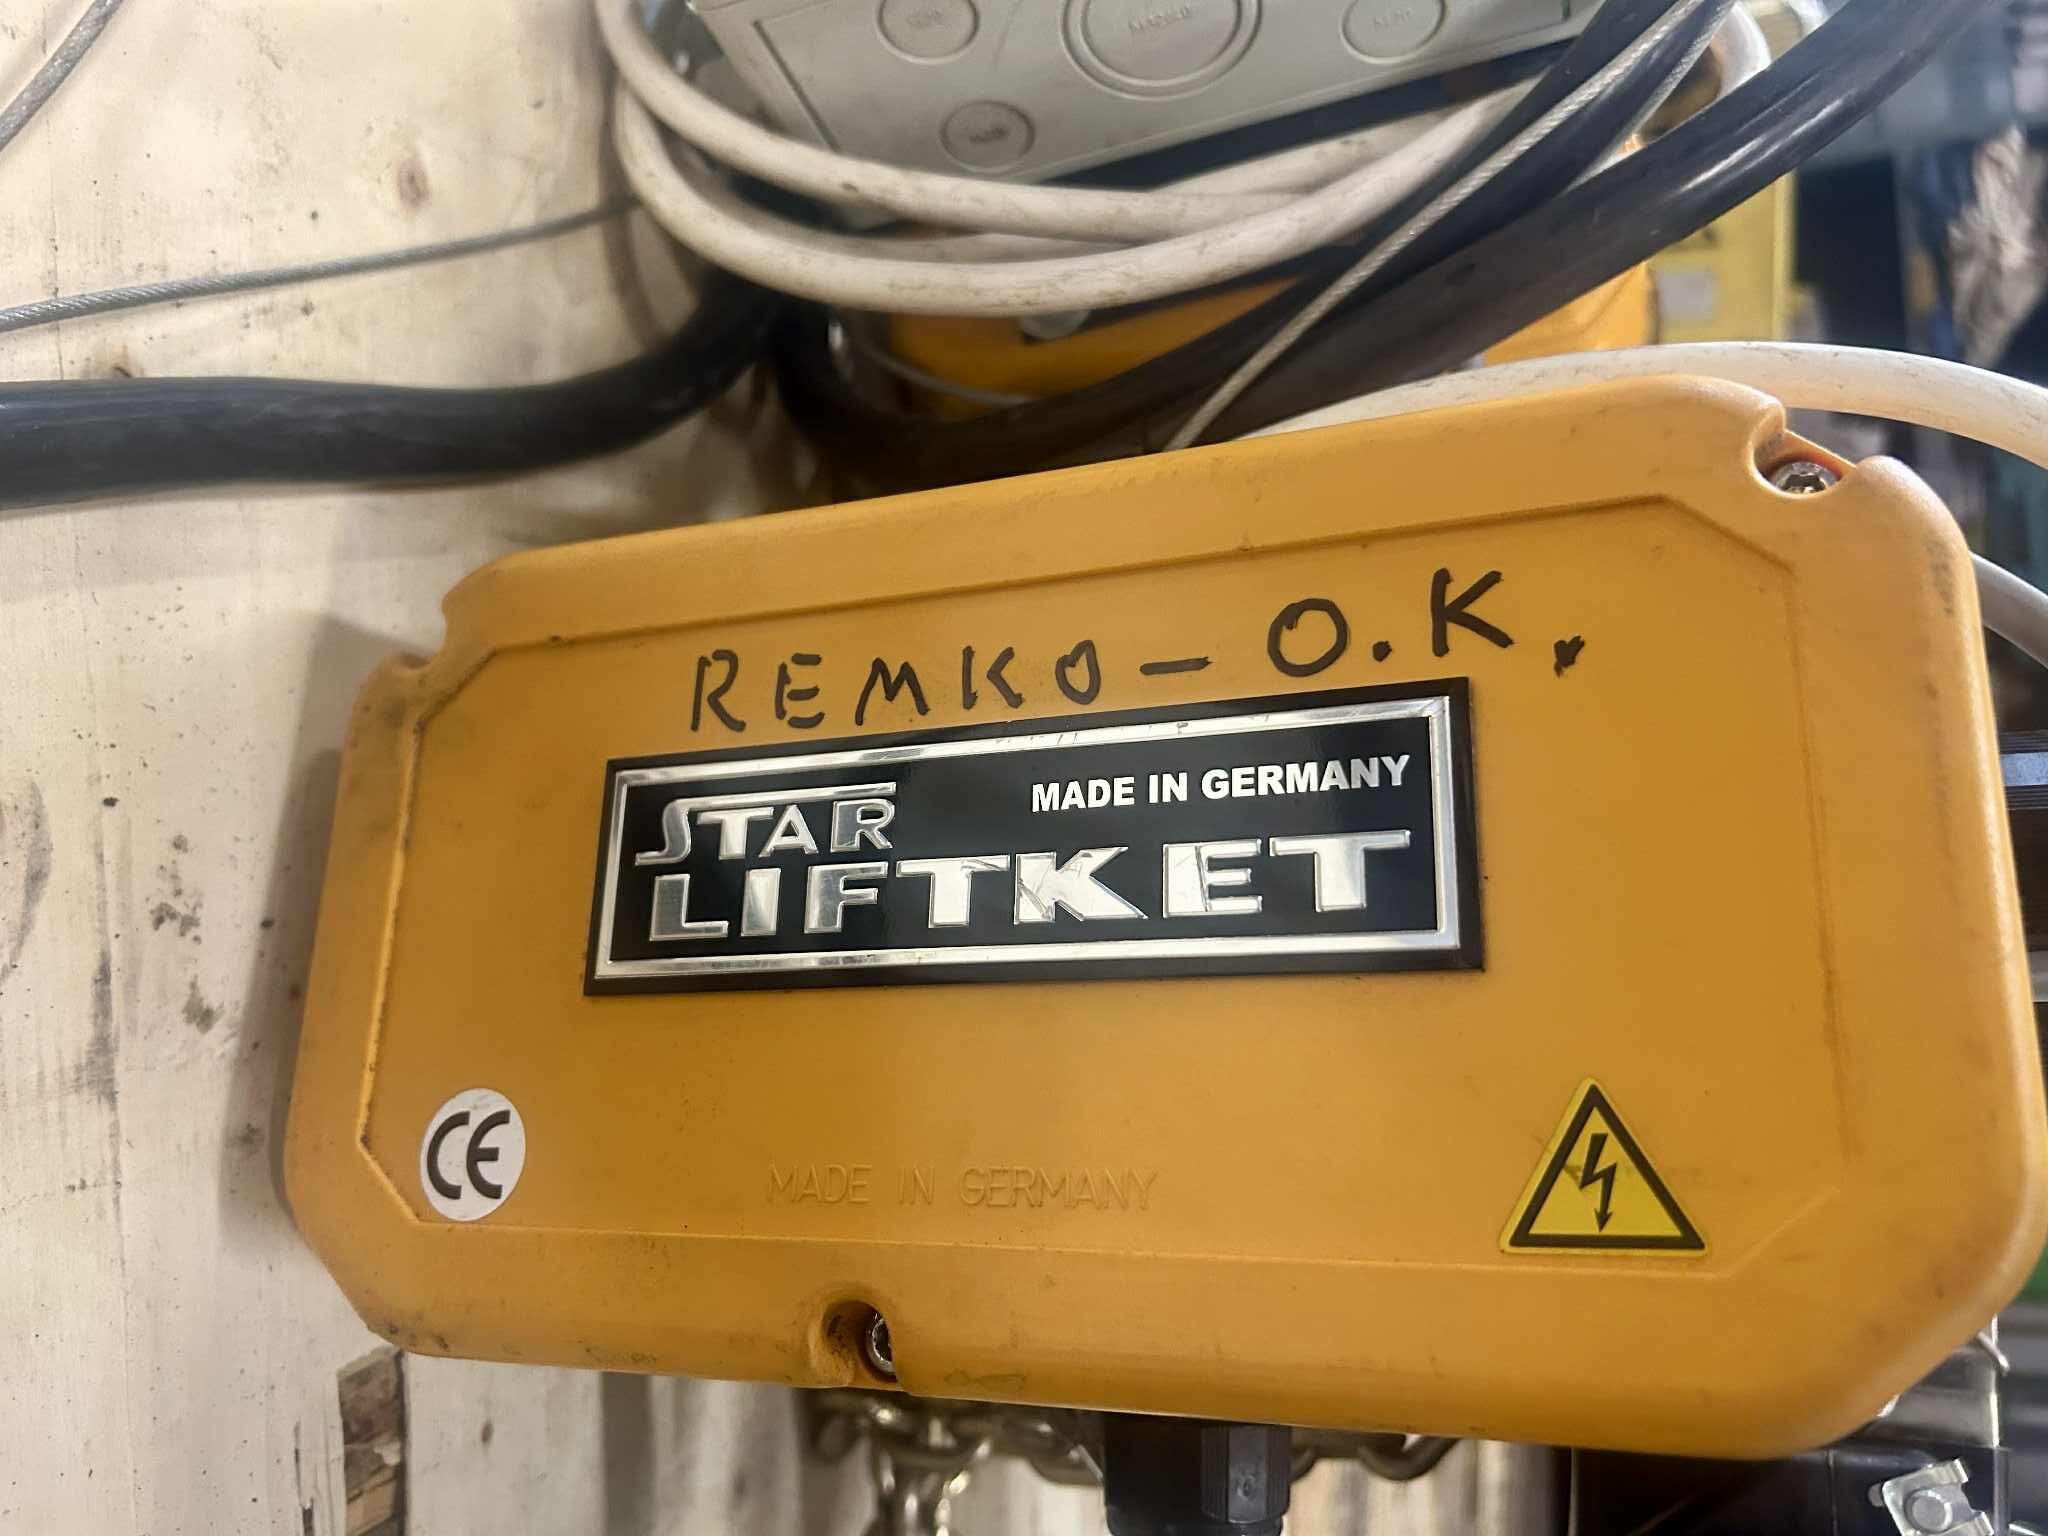 REMKO - O.K.
MADE IN GERMANY
STAR
LIFTKET
CE
MADE IN GERMANY